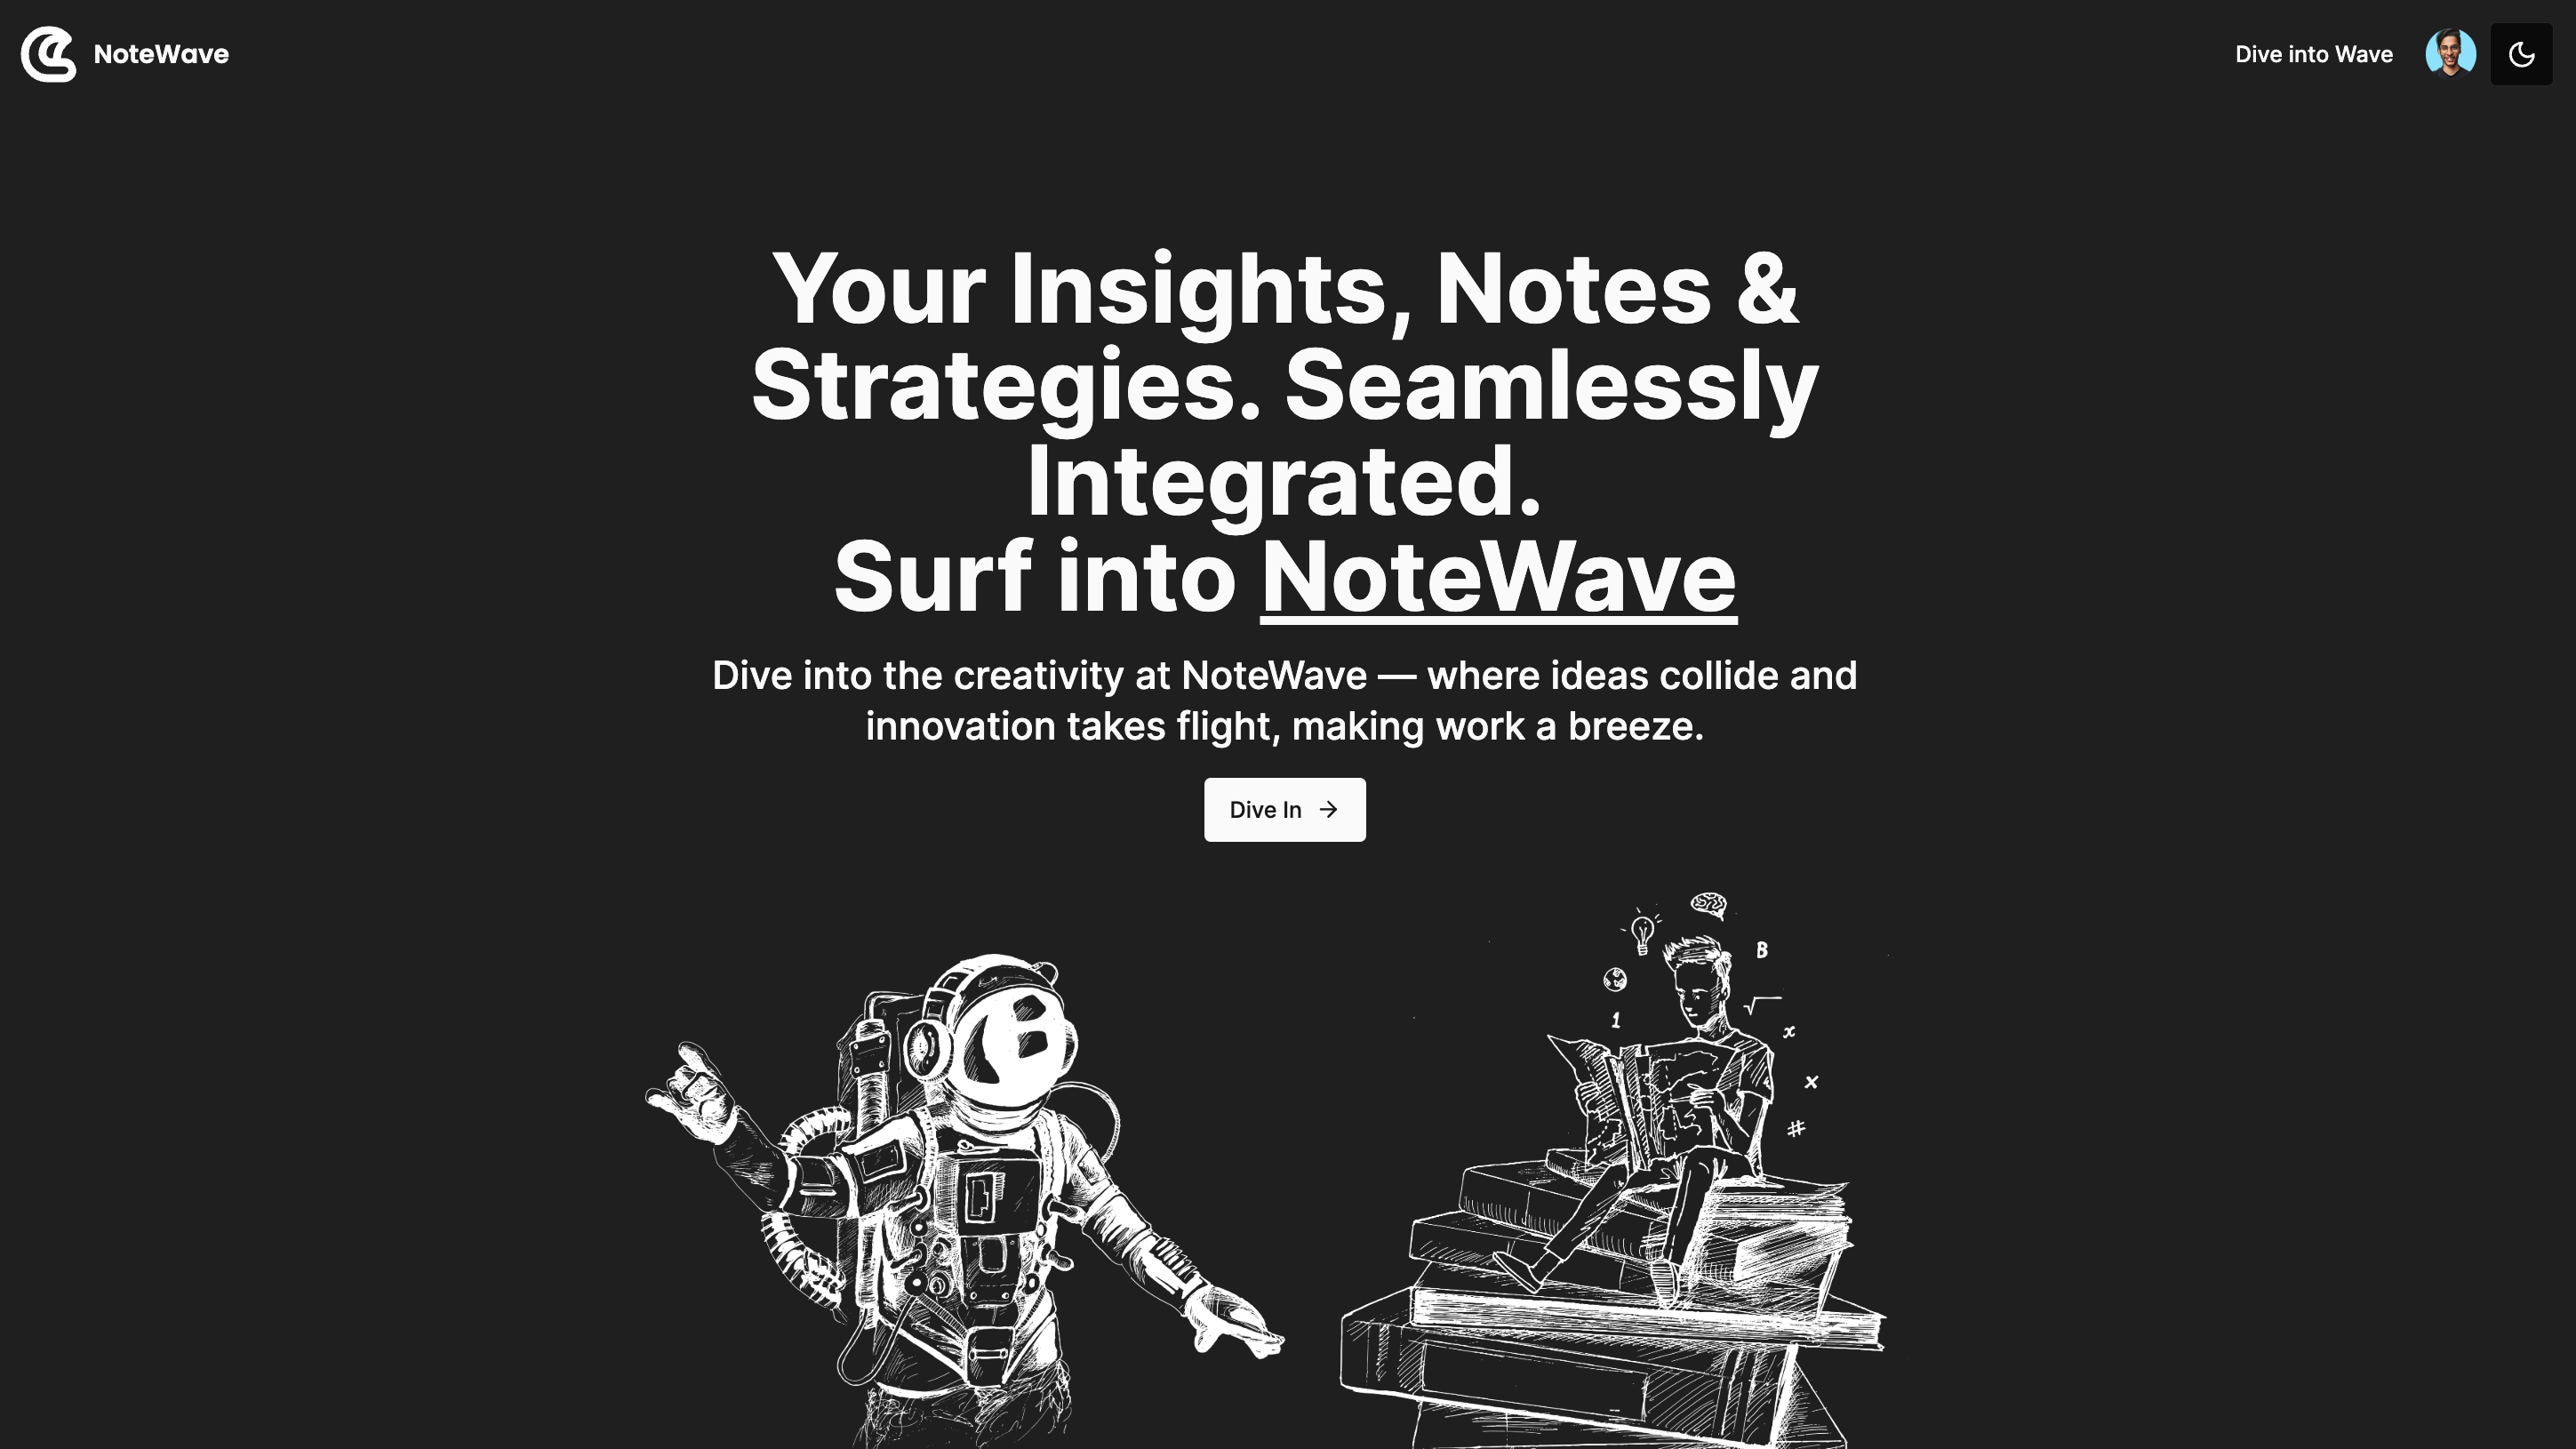 NoteWave
Dive into Wave
Your Insights, Notes &
Strategies. Seamlessly
Integrated.
Surf into NoteWave
Dive into the creativity at NoteWave — where ideas collide and
innovation takes flight, making work a breeze.
Dive In
B
1
x
x
#